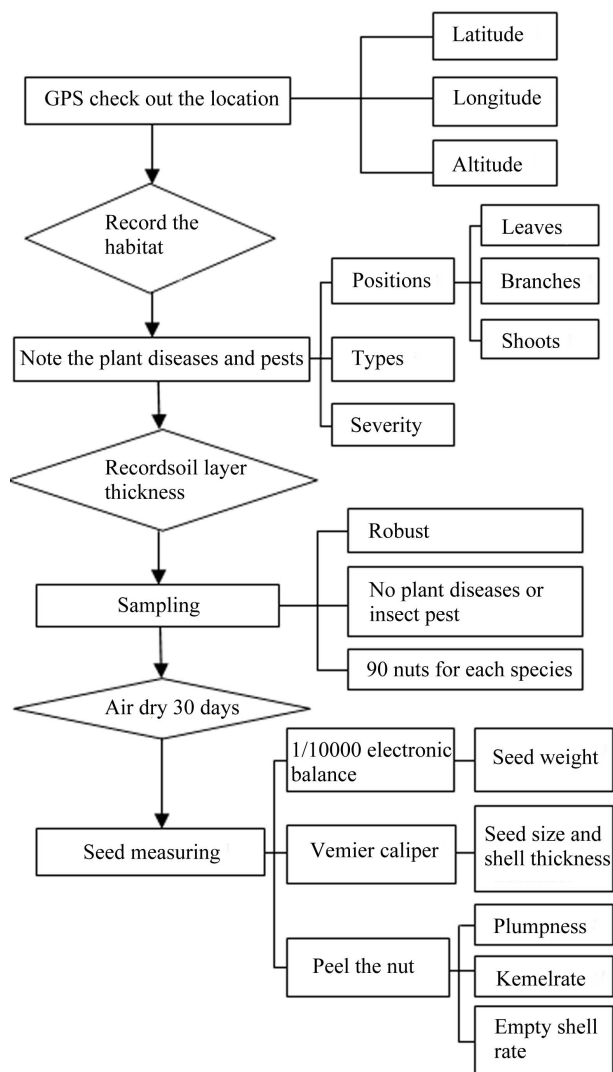 Latitude
GPS check out the location
Longitude
Altitude
Record the
habitat
Leaves
Positions
Branches
Note the plant diseases and pests
Types
Shoots
Severity
Recordsoil layer
thickness
Robust
Sampling
No plant diseases or
insect pest
90 nuts for each species
Air dry 30 days
1/10000 electronic
balance
Seed weight
Seed measuring
Vemier caliper
Seed size and
shell thickness
Plumpness
Peel the nut
Kemelrate
Empty shell
rate